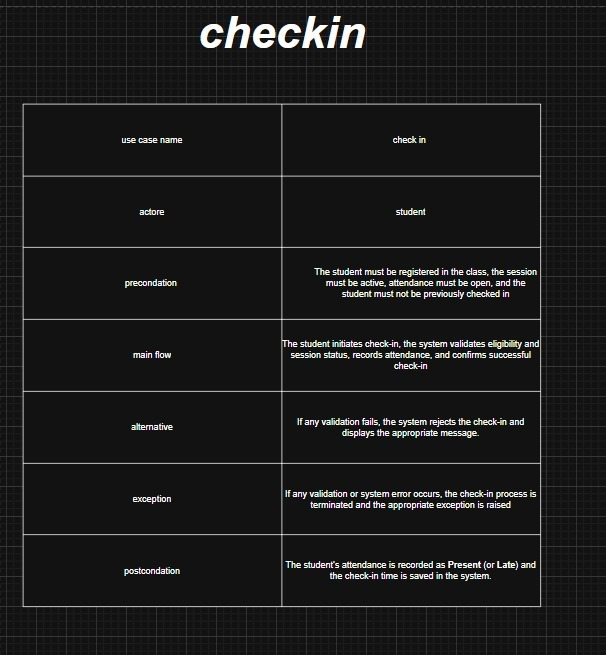 checkin
use case name
check in
actore
student
precondation
The student must be registered in the class, the session
must be active, attendance must be open, and the
student must not be previously checked in
main flow
The student initiates check-in, the system validates eligibility and
session status, records attendance, and confirms successful
check-in
alternative
If any validation fails, the system rejects the check-in and
displays the appropriate message.
exception
If any validation or system error occurs, the check-in process is
terminated and the appropriate exception is raised
postcondation
The student's attendance is recorded as Present (or Late) and
the check-in time is saved in the system.